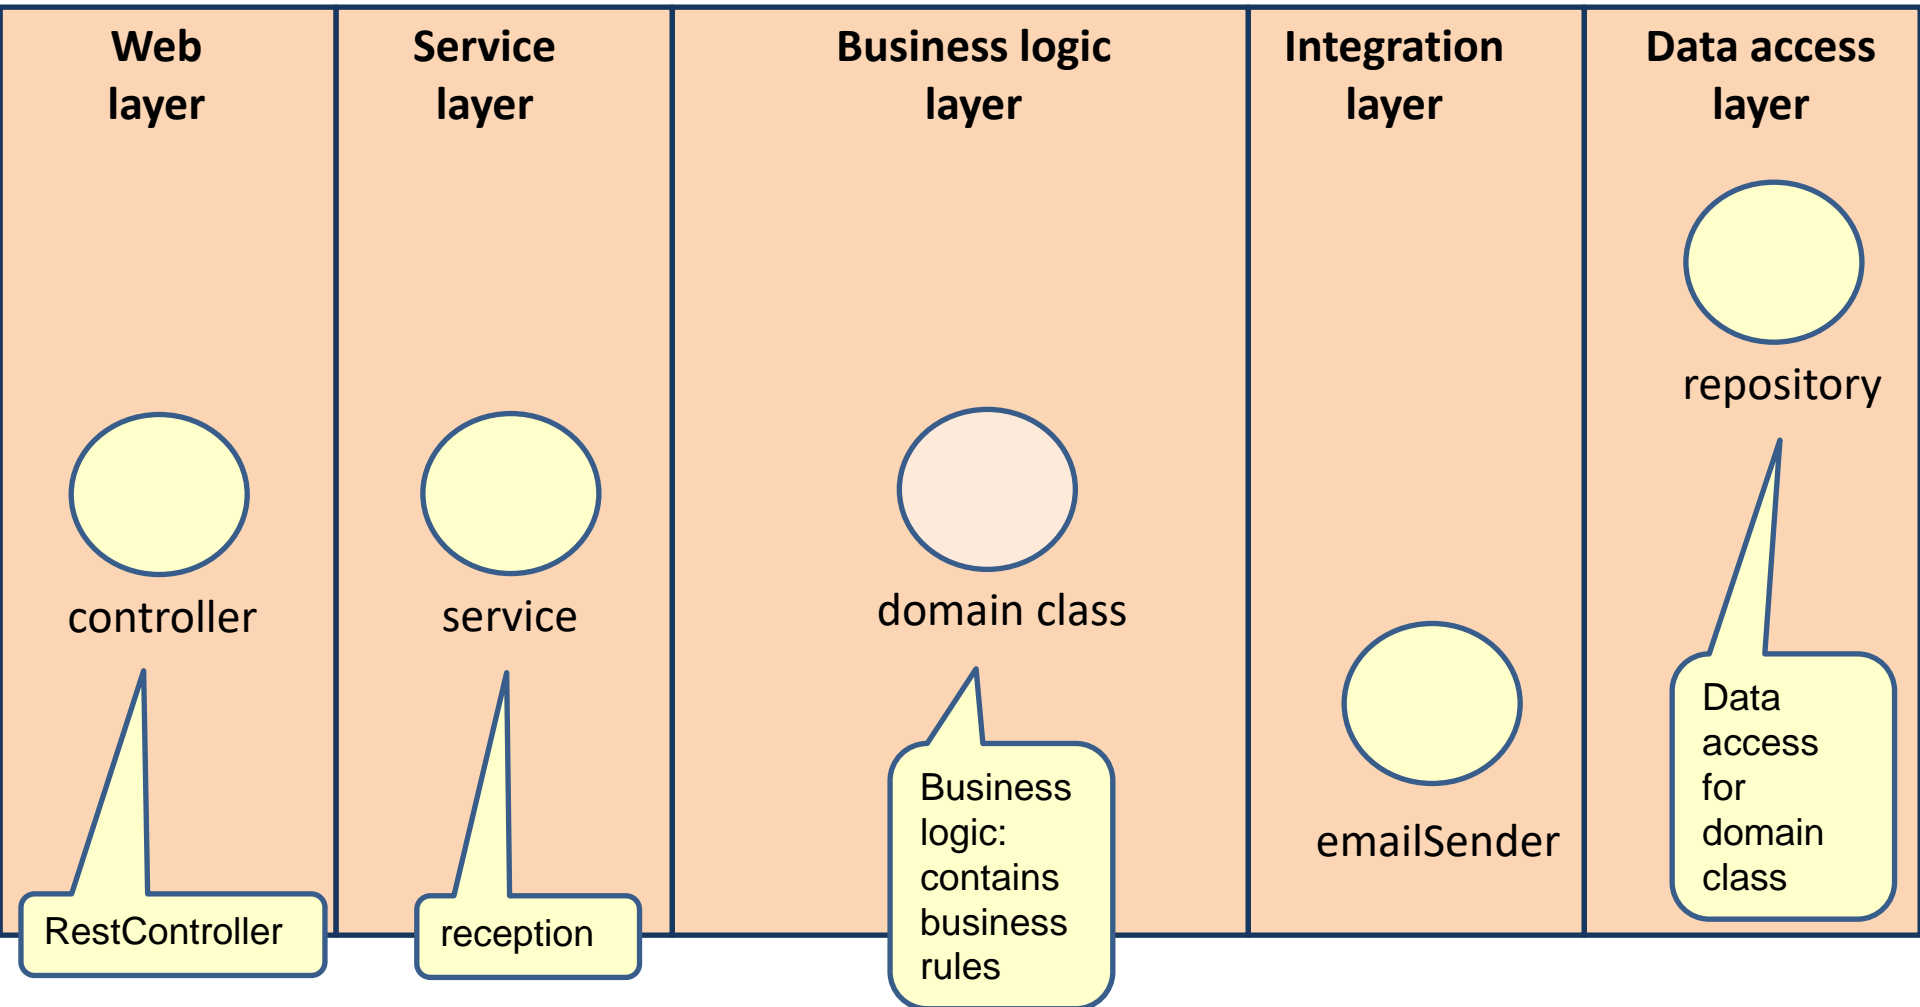 Web
layer
Service
layer
Business logic
layer
Integration
layer
Data access
layer
controller
service
domain class
emailSender
repository
RestController
reception
Business
logic:
contains
business
rules
Data
access
for
domain
class